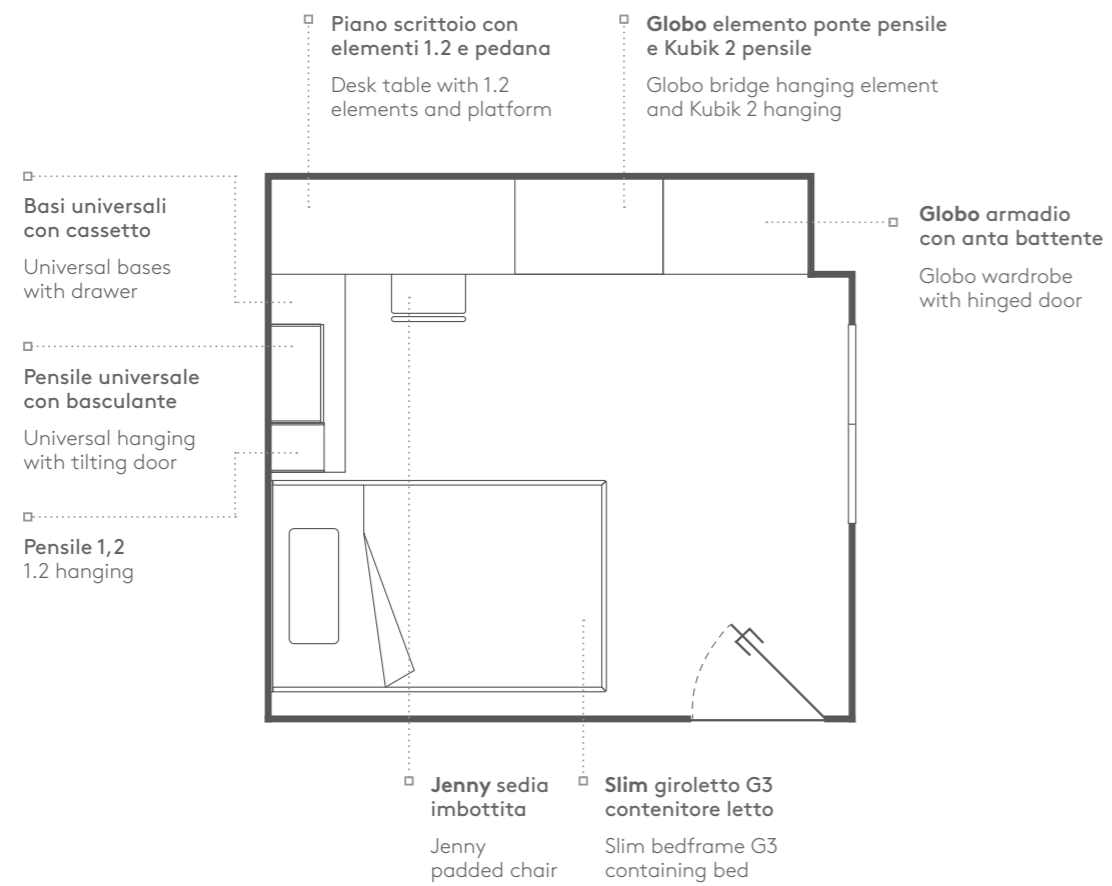 Piano scrittoio con
elementi 1.2 e pedana
Desk table with 1.2
elements and platform
Globo elemento ponte pensile
e Kubik 2 pensile
Globo bridge hanging element
and Kubik 2 hanging
Basi universali
con cassetto
Universal bases
with drawer
Globo armadio
con anta battente
Globo wardrobe
with hinged door
Pensile universale
con basculante
Universal hanging
with tilting door
Pensile 1,2
1.2 hanging
Jenny sedia
imbottita
Jenny
padded chair
Slim giroletto G3
contenitore letto
Slim bedframe G3
containing bed